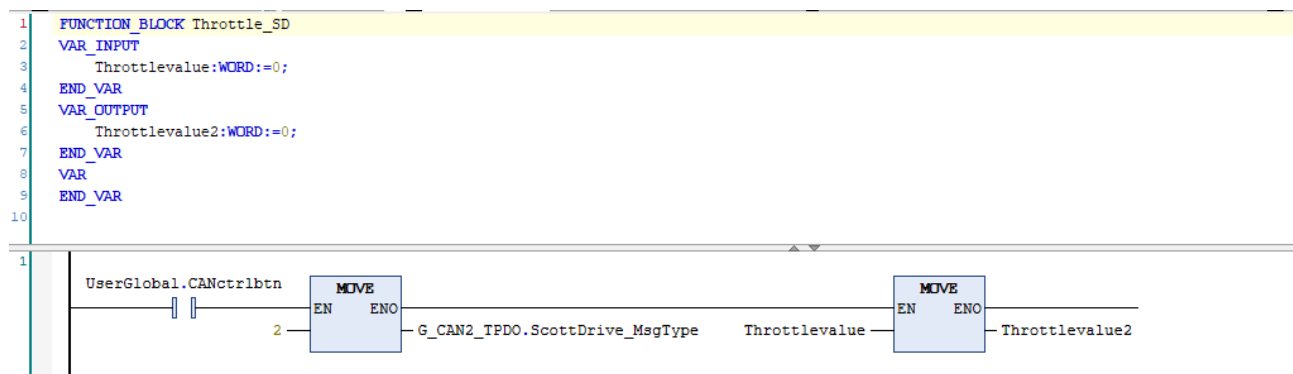 1 FUNCTION_BLOCK Throttle_SD
2 VAR_INPUT
3 Throttlevalue:WORD:=0;
4 END_VAR
5 VAR_OUTPUT
6 Throttlevalue2:WORD:=0;
7 END_VAR
8 VAR
9 END_VAR
10
1
UserGlobal.CANctrlbtn MOVE MOVE
EN ENO EN ENO
2 G_CAN2_TPDO.ScottDrive_MsgType Throttlevalue Throttlevalue2